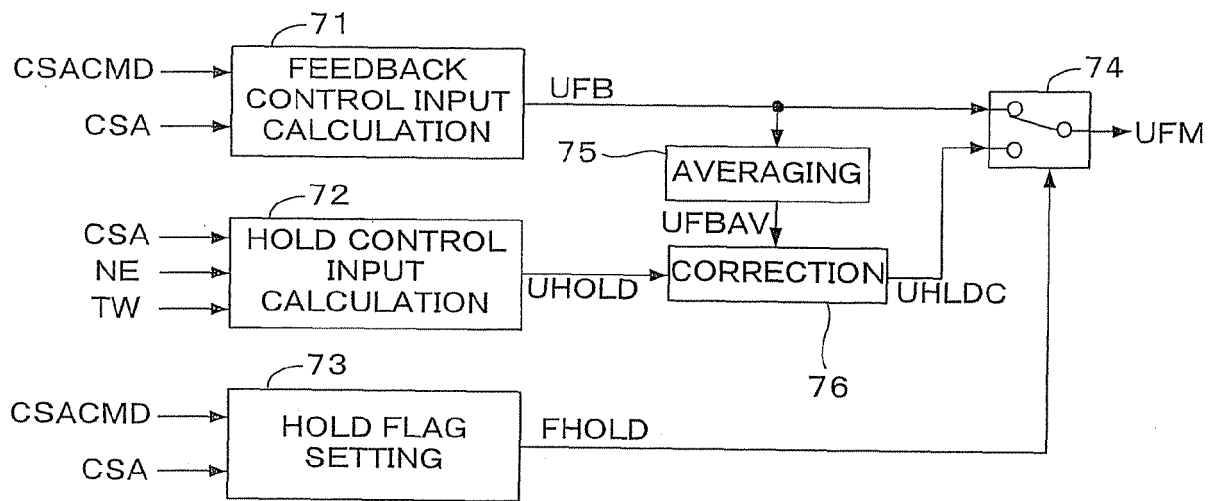 71
CSACMD
CSA
FEEDBACK
CONTROL INPUT
CALCULATION
UFB
74
UFM
75
AVERAGING
UFBAV
72
CSA
NE
TW
HOLD CONTROL
INPUT
CALCULATION
UHOLD
CORRECTION
UHLDC
76
73
CSACMD
CSA
HOLD FLAG
SETTING
FHOLD